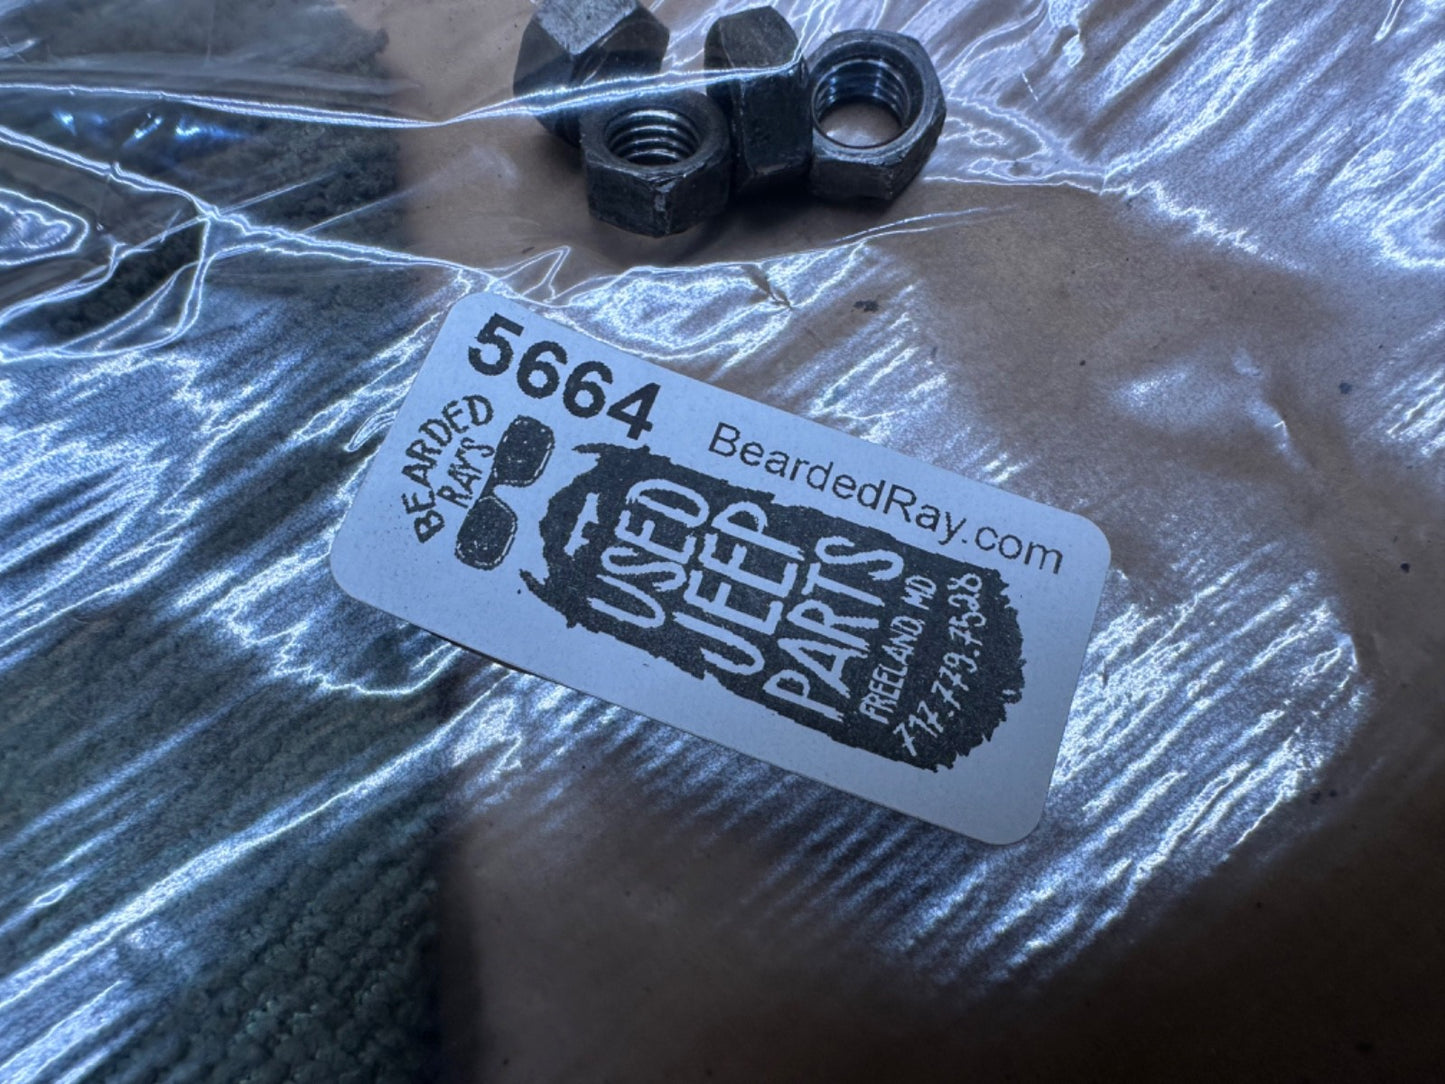 5664
BeardedRay.com
BEARDED
RAY'S
USED
JEEP
PARTS
FREELAND, MD
717.779.7528